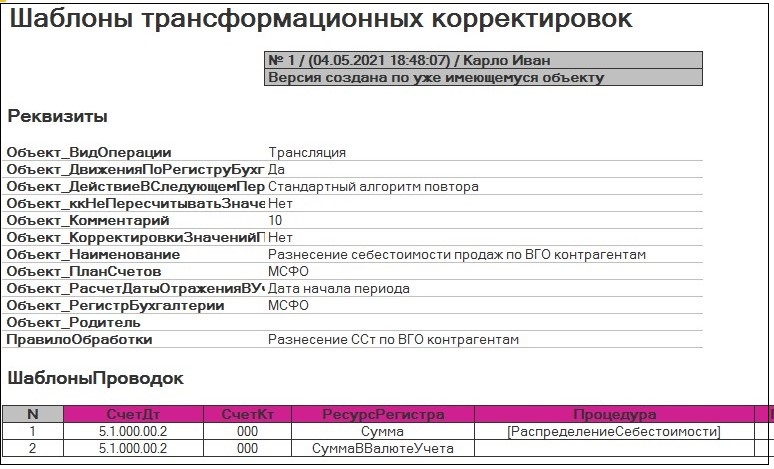 Шаблоны трансформационных корректировок
№ 1 / (04.05.2021 18:48:07) / Карло Иван
Версия создана по уже имеющемуся объекту
Реквизиты
Объект_ВидОперации Трансляция
Объект_ДвиженияПоРегиструБухг Да
Объект_ДействиеВСледующемПер Стандартный алгоритм повтора
Объект_ккНеПересчитыватьЗначе Нет
Объект_Комментарий 10
Объект_КорректировкиЗначенийП Нет
Объект_Наименование Разнесение себестоимости продаж по ВГО контрагентам
Объект_ПланСчетов МСФО
Объект_РасчетДатыОтраженияВУч Дата начала периода
Объект_РегистрБухгалтерии МСФО
Объект_Родитель
ПравилоОбработки Разнесение ССт по ВГО контрагентам
ШаблоныПроводок
N СчетДт СчетКт РесурсРегистра Процедура
1 5.1.000.00.2 000 Сумма [РаспределениеСебестоимости]
2 5.1.000.00.2 000 СуммаВВалютеУчета